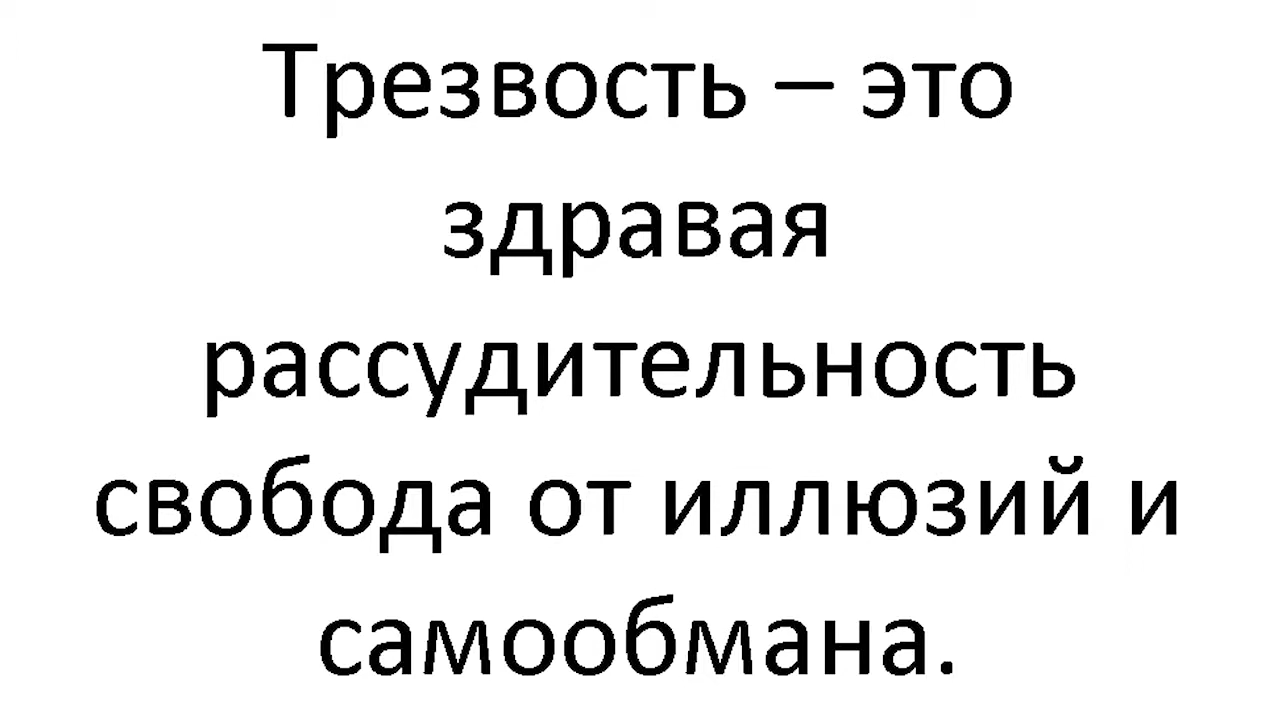 Трезвость – это
здравая
рассудительность
свобода от иллюзий и
самообмана.